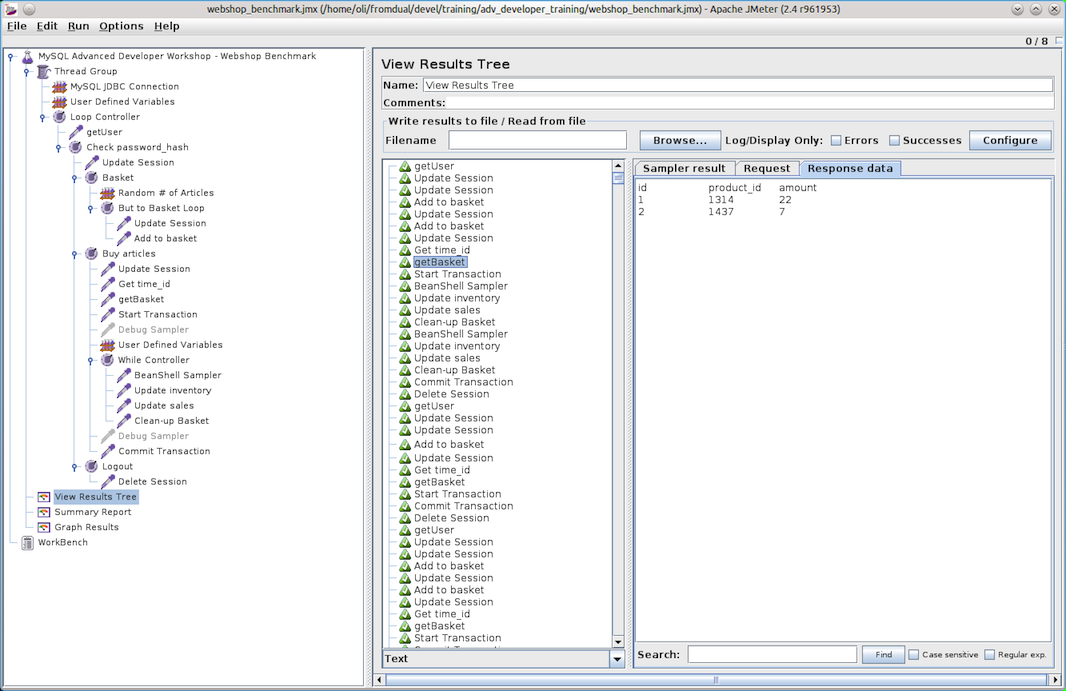 webshop_benchmark.jmx (/home/oli/fromdual/devel/training/adv_developer_training/webshop_benchmark.jmx) - Apache JMeter (2.4 r961953)
File Edit Run Options Help
0 / 8
MySQL Advanced Developer Workshop - Webshop Benchmark
Thread Group
MySQL JDBC Connection
User Defined Variables
Loop Controller
getUser
Check password_hash
Update Session
Basket
Random # of Articles
But to Basket Loop
Update Session
Add to basket
Buy articles
Update Session
Get time_id
getBasket
Start Transaction
Debug Sampler
User Defined Variables
While Controller
BeanShell Sampler
Update inventory
Update sales
Clean-up Basket
Debug Sampler
Commit Transaction
Logout
Delete Session
View Results Tree
Summary Report
Graph Results
WorkBench
View Results Tree
Name: View Results Tree
Comments:
Write results to file / Read from file
Filename Browse... Log/Display Only: Errors Successes Configure
getUser
Update Session
Update Session
Add to basket
Update Session
Add to basket
Update Session
Get time_id
getBasket
Start Transaction
BeanShell Sampler
Update inventory
Update sales
Clean-up Basket
BeanShell Sampler
Update inventory
Update sales
Clean-up Basket
Commit Transaction
Delete Session
getUser
Update Session
Update Session
Add to basket
Update Session
Get time_id
getBasket
Start Transaction
Commit Transaction
Delete Session
getUser
Update Session
Update Session
Add to basket
Update Session
Add to basket
Update Session
Get time_id
getBasket
Start Transaction
Text
Sampler result Request Response data
id product_id amount
1 1314 22
2 1437 7
Search: Find Case sensitive Regular exp.